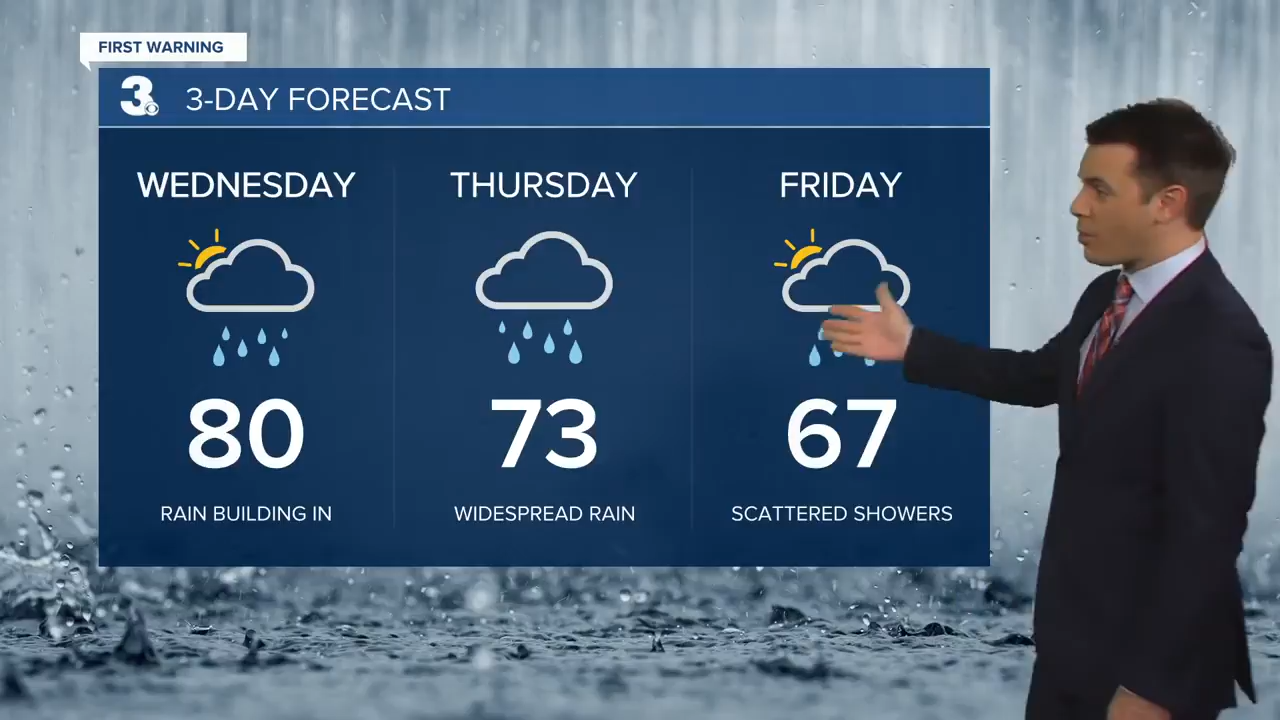 FIRST WARNING
3 3-DAY FORECAST
WEDNESDAY
80
RAIN BUILDING IN
THURSDAY
73
WIDESPREAD RAIN
FRIDAY
67
SCATTERED SHOWERS